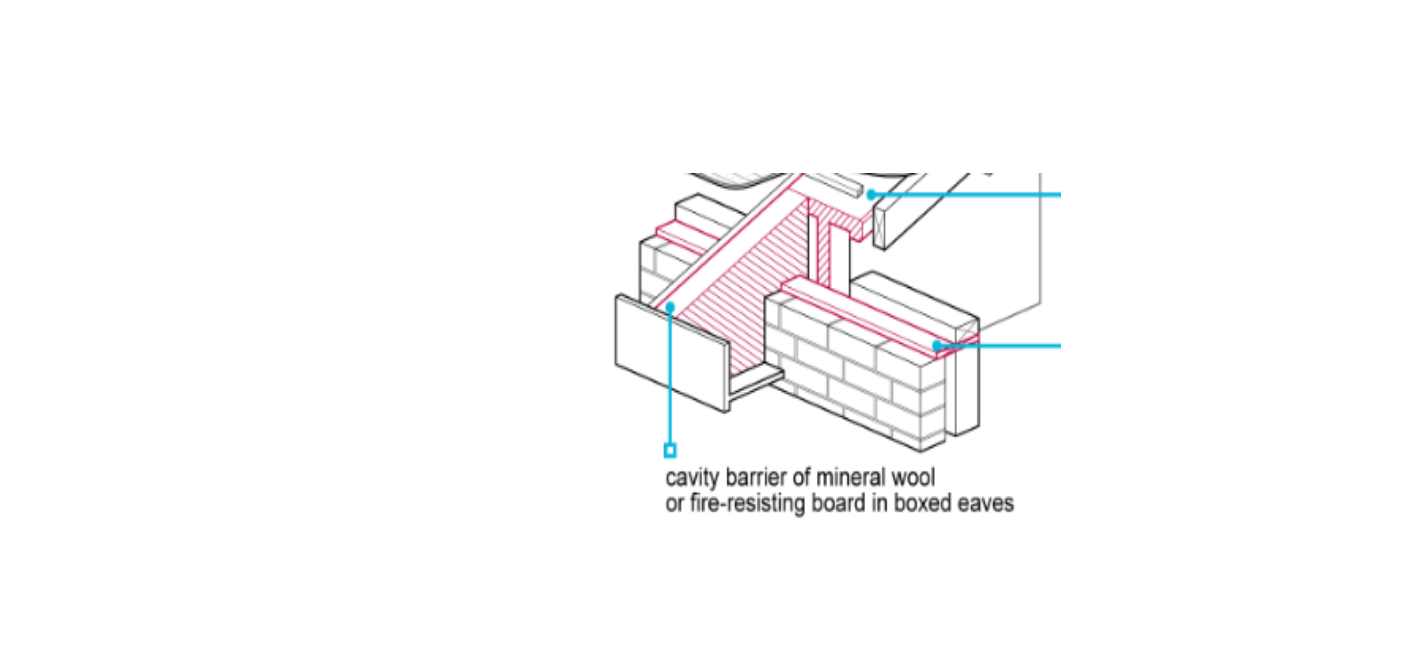 cavity barrier of mineral wool
or fire-resisting board in boxed eaves